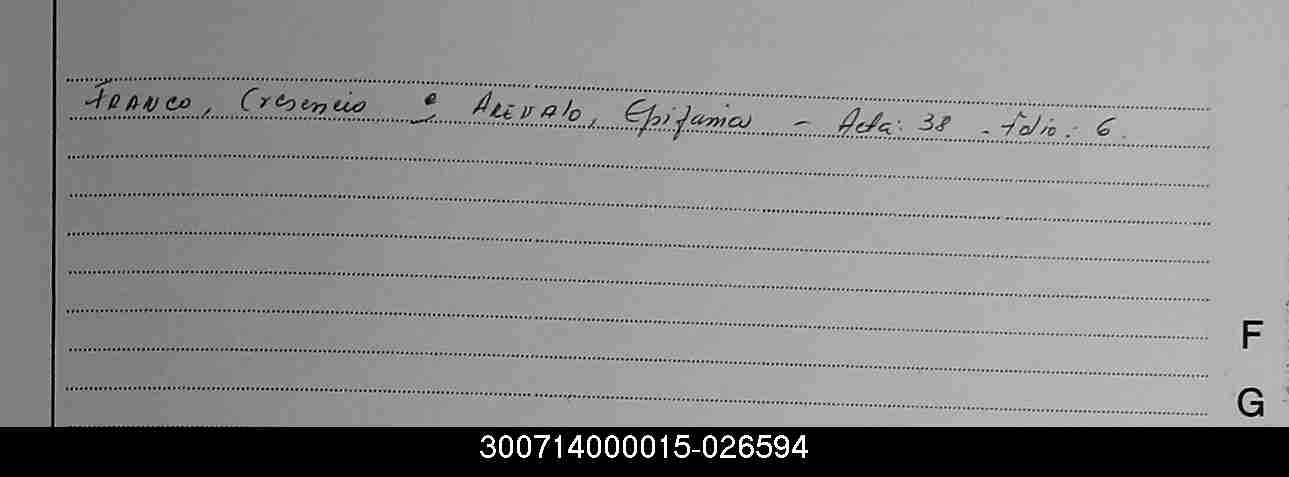 FRANCO, Cresencio e AREVALO, Epifania - Acta: 38 - folio: 6.
F
G
300714000015-026594